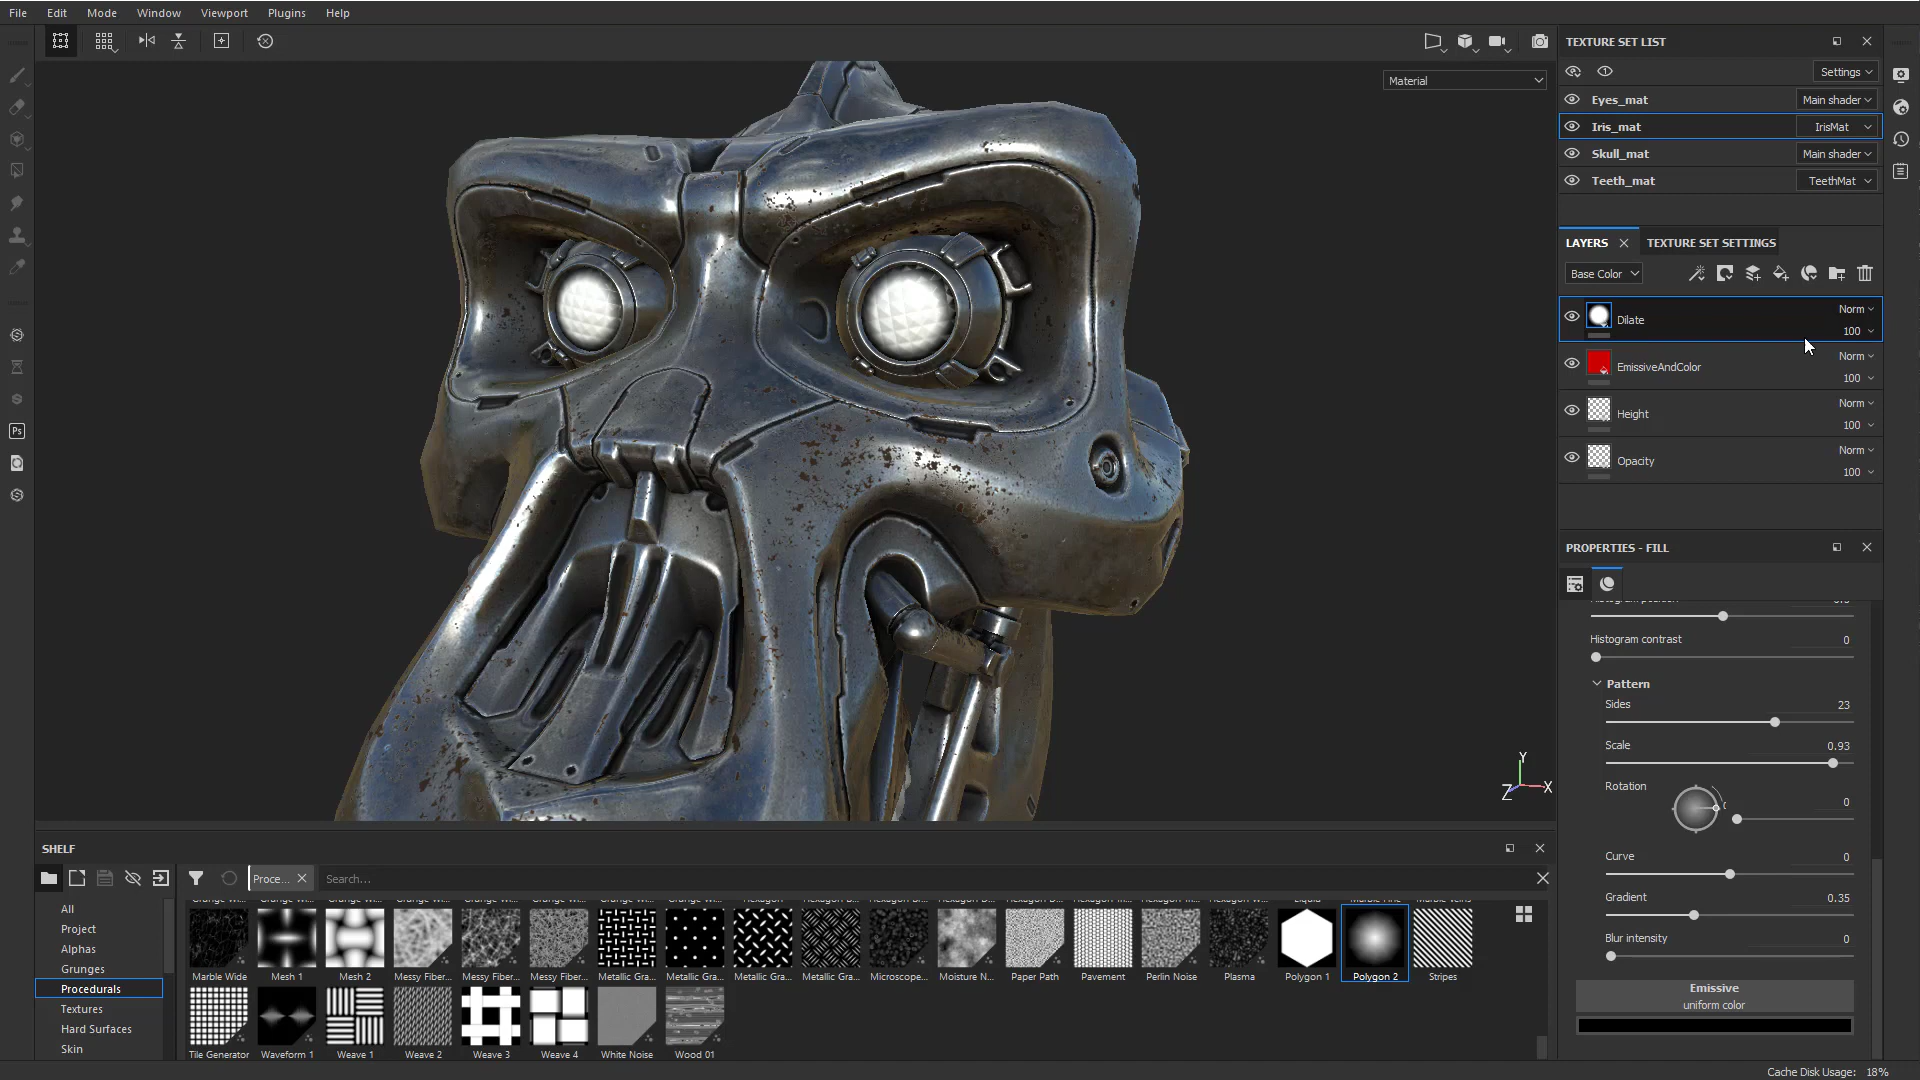 File Edit Mode Window Viewport Plugins Help
Material
TEXTURE SET LIST
Settings
Eyes_mat Main shader
Iris_mat IrisMat
Skull_mat Main shader
Teeth_mat TeethMat
LAYERS TEXTURE SET SETTINGS
Base Color
Norm
Dilate
100
Norm
EmissiveAndColor
100
Norm
Height
100
Norm
Opacity
100
PROPERTIES - FILL
Histogram contrast 0
Pattern
Sides 23
Scale 0.93
Rotation
0
Curve 0
Gradient 0.35
Blur intensity 0
Emissive
uniform color
Ps
Y
Z X
SHELF
Proce... Search...
All
Project
Alphas
Grunges
Procedurals
Textures
Hard Surfaces
Skin
Marble Wide Mesh 1 Mesh 2 Messy Fiber... Messy Fiber... Messy Fiber... Metallic Gra... Metallic Gra... Metallic Gra... Metallic Gra... Microscope... Moisture N... Paper Path Pavement Perlin Noise Plasma Polygon 1 Polygon 2 Stripes
Tile Generator Waveform 1 Weave 1 Weave 2 Weave 3 Weave 4 White Noise Wood 01
Cache Disk Usage: 18%